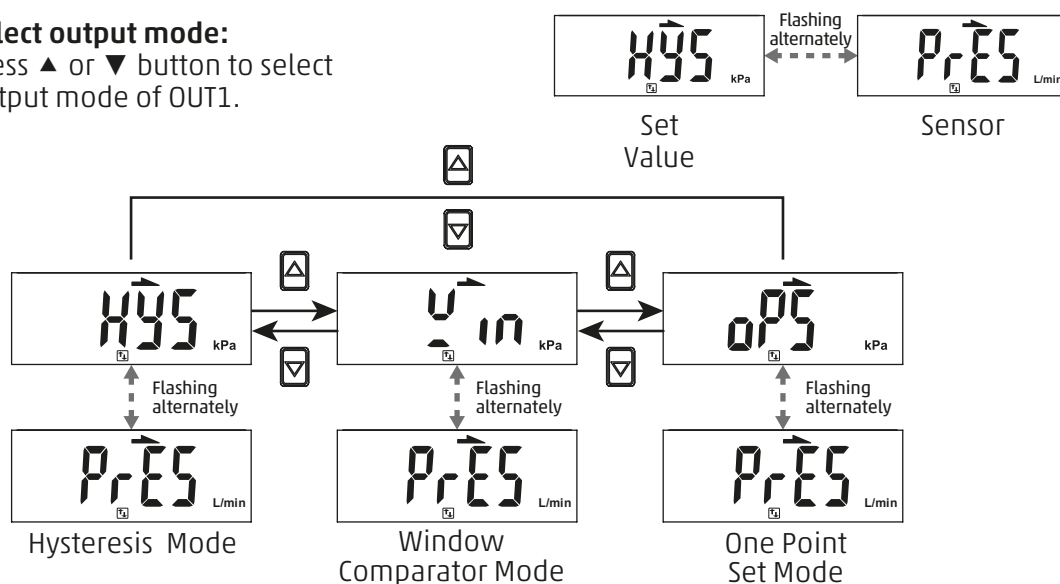 lect output mode:
ess ▲ or ▼ button to select
tput mode of OUT1.
HYS kPa
Flashing
alternately
PrES L/min
Set
Value
Sensor
HYS kPa
Win kPa
oPS kPa
Flashing
alternately
Flashing
alternately
Flashing
alternately
PrES L/min
PrES L/min
PrES L/min
Hysteresis Mode
Window
Comparator Mode
One Point
Set Mode